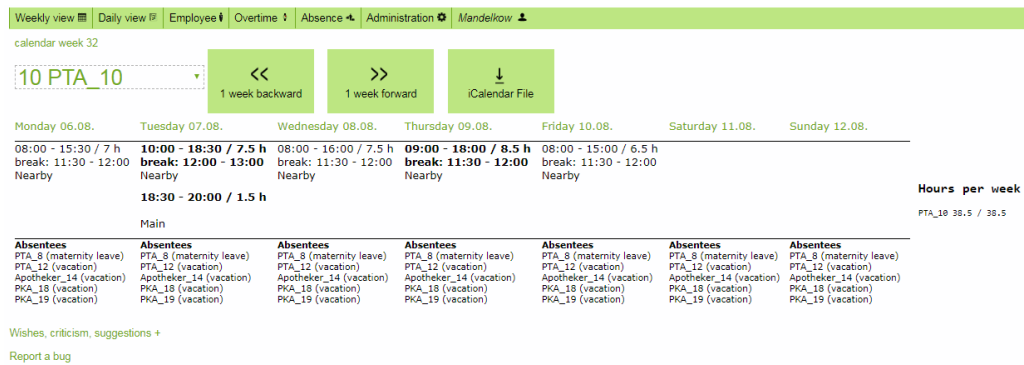 Weekly view Daily view Employee Overtime Absence Administration Mandelkow
calendar week 32
10 PTA_10
1 week backward 1 week forward iCalendar File
Monday 06.08. Tuesday 07.08. Wednesday 08.08. Thursday 09.08. Friday 10.08. Saturday 11.08. Sunday 12.08.
08:00 - 15:30 / 7 h 10:00 - 18:30 / 7.5 h 08:00 - 16:00 / 7.5 h 09:00 - 18:00 / 8.5 h 08:00 - 15:00 / 6.5 h
break: 11:30 - 12:00 break: 12:00 - 13:00 break: 11:30 - 12:00 break: 11:30 - 12:00 break: 11:30 - 12:00
Nearby Nearby Nearby Nearby Nearby
18:30 - 20:00 / 1.5 h
Main
Hours per week
PTA_10 38.5 / 38.5
Absentees Absentees Absentees Absentees Absentees Absentees Absentees
PTA_8 (maternity leave) PTA_8 (maternity leave) PTA_8 (maternity leave) PTA_8 (maternity leave) PTA_8 (maternity leave) PTA_8 (maternity leave) PTA_8 (maternity leave)
PTA_12 (vacation) PTA_12 (vacation) PTA_12 (vacation) PTA_12 (vacation) PTA_12 (vacation) PTA_12 (vacation) PTA_12 (vacation)
Apotheker_14 (vacation) Apotheker_14 (vacation) Apotheker_14 (vacation) Apotheker_14 (vacation) Apotheker_14 (vacation) Apotheker_14 (vacation) Apotheker_14 (vacation)
PKA_18 (vacation) PKA_18 (vacation) PKA_18 (vacation) PKA_18 (vacation) PKA_18 (vacation) PKA_18 (vacation) PKA_18 (vacation)
PKA_19 (vacation) PKA_19 (vacation) PKA_19 (vacation) PKA_19 (vacation) PKA_19 (vacation) PKA_19 (vacation) PKA_19 (vacation)
Wishes, criticism, suggestions +
Report a bug